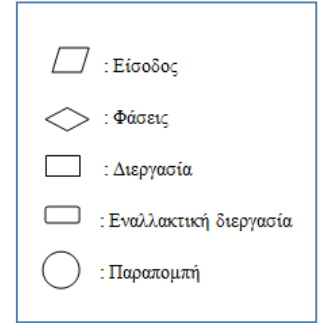 : Είσοδος
: Φάσεις
: Διεργασία
: Εναλλακτική διεργασία
: Παραπομπή